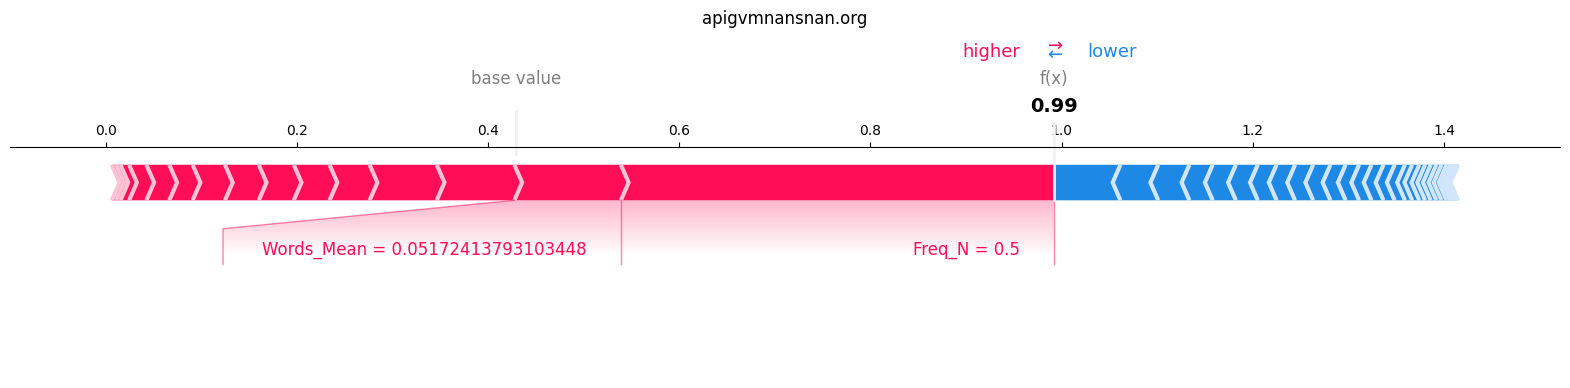 apigvmnansnan.org
higher ⇄ lower
base value f(x)
0.99
0.0 0.2 0.4 0.6 0.8 1.0 1.2 1.4
Words_Mean = 0.05172413793103448 Freq_N = 0.5